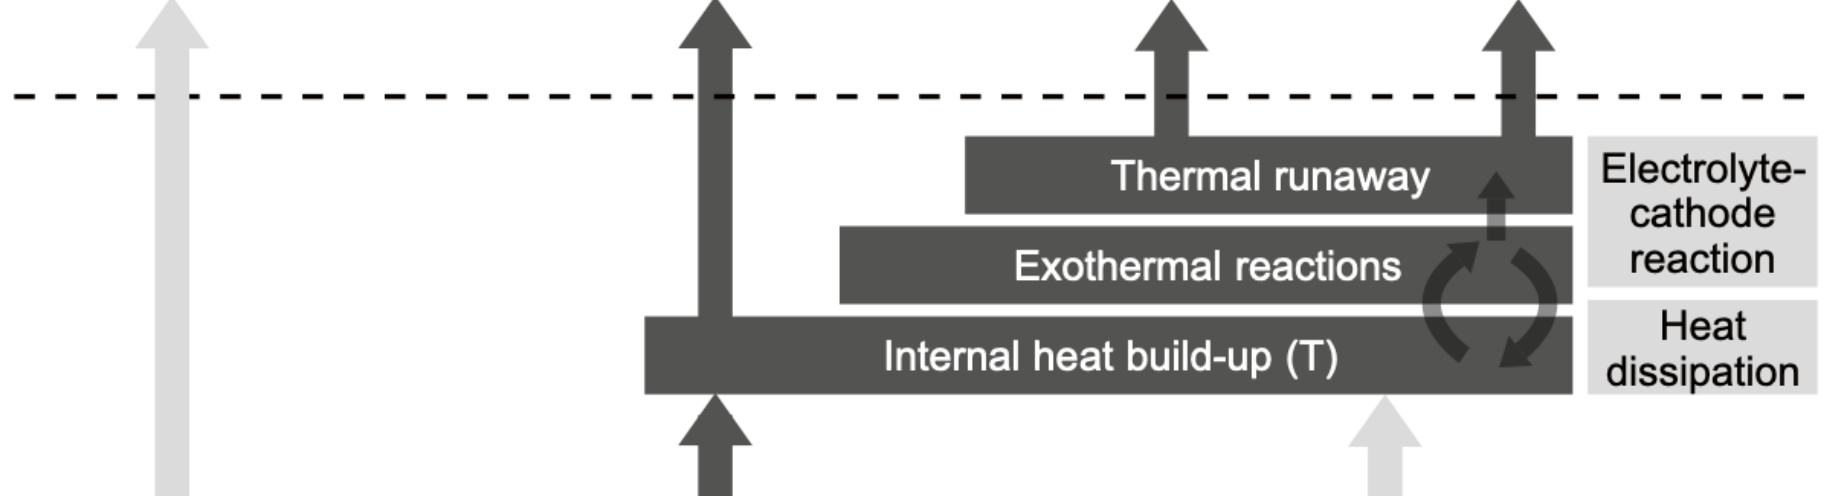 Thermal runaway
Electrolyte-
cathode
reaction
Exothermal reactions
Internal heat build-up (T)
Heat
dissipation